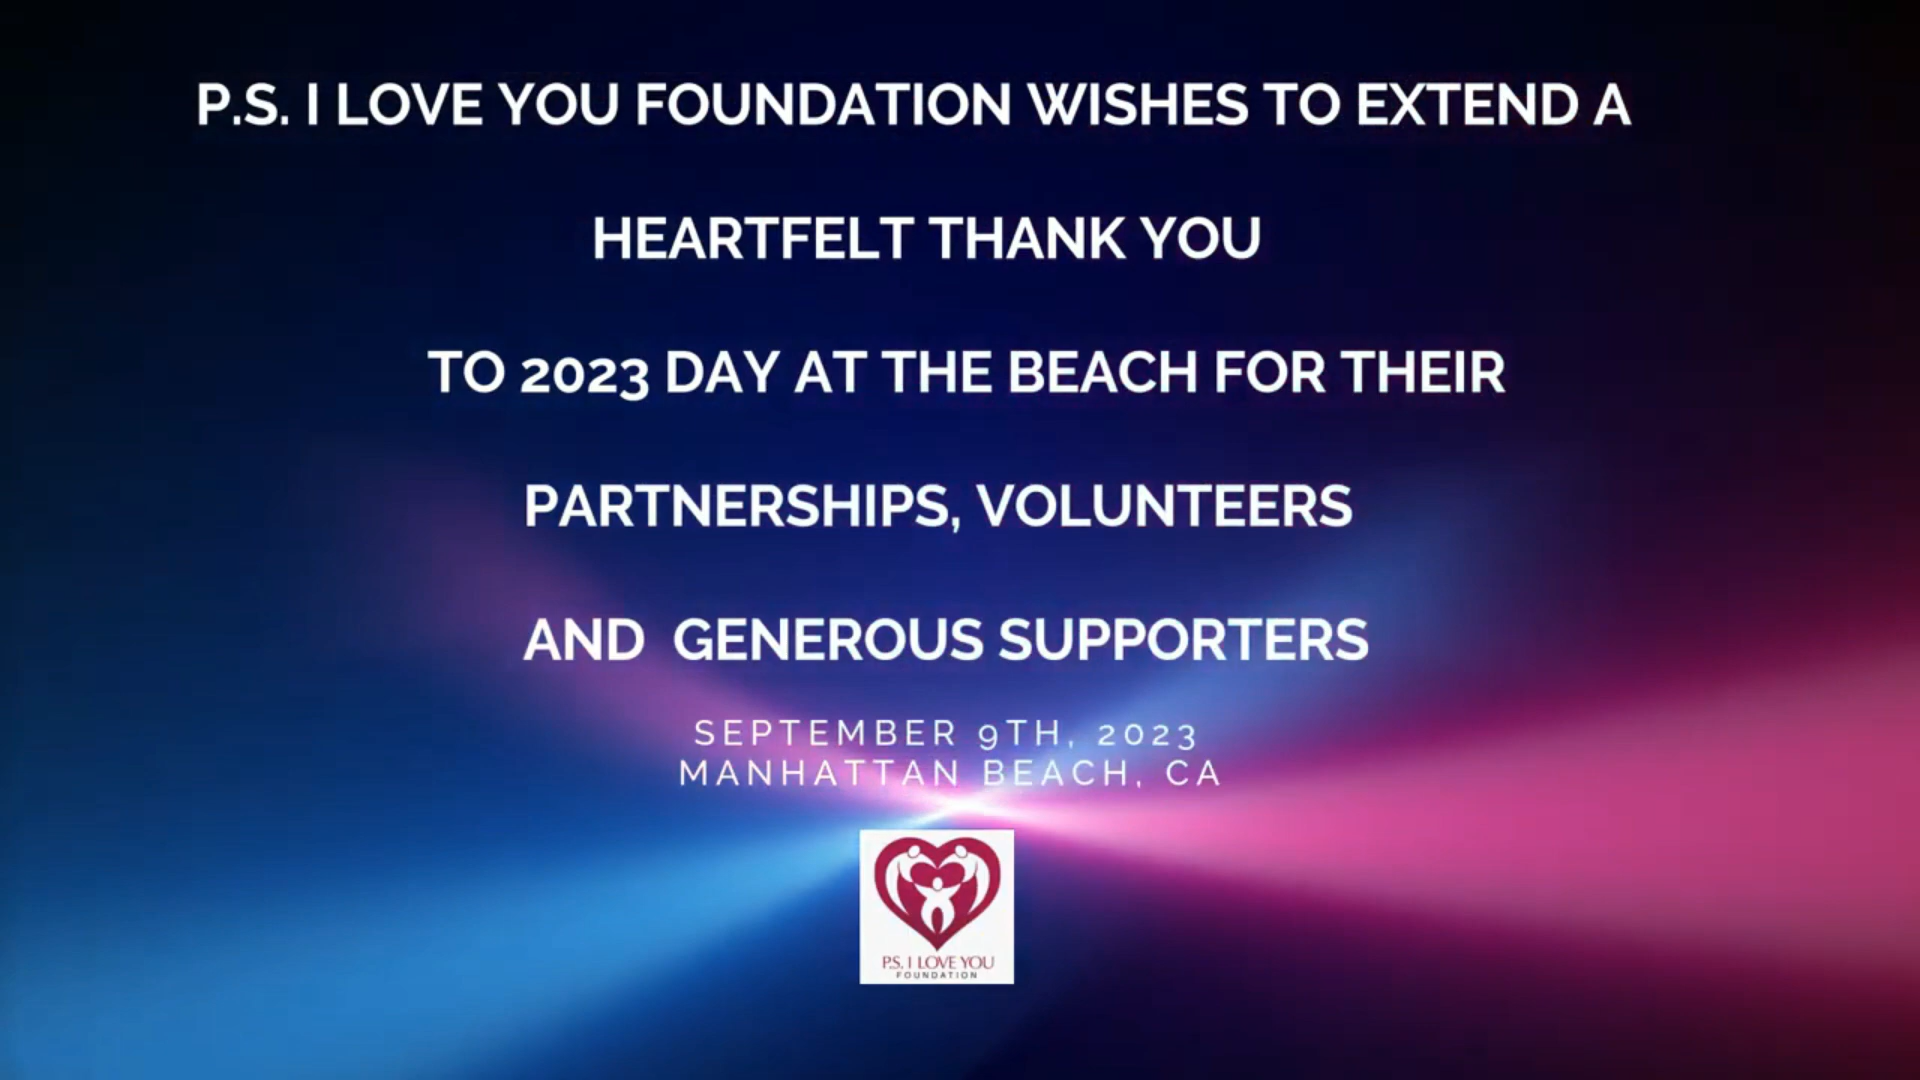 P.S. I LOVE YOU FOUNDATION WISHES TO EXTEND A
HEARTFELT THANK YOU
TO 2023 DAY AT THE BEACH FOR THEIR
PARTNERSHIPS, VOLUNTEERS
AND GENEROUS SUPPORTERS
SEPTEMBER 9TH, 2023
MANHATTAN BEACH, CA
P.S. I LOVE YOU
FOUNDATION